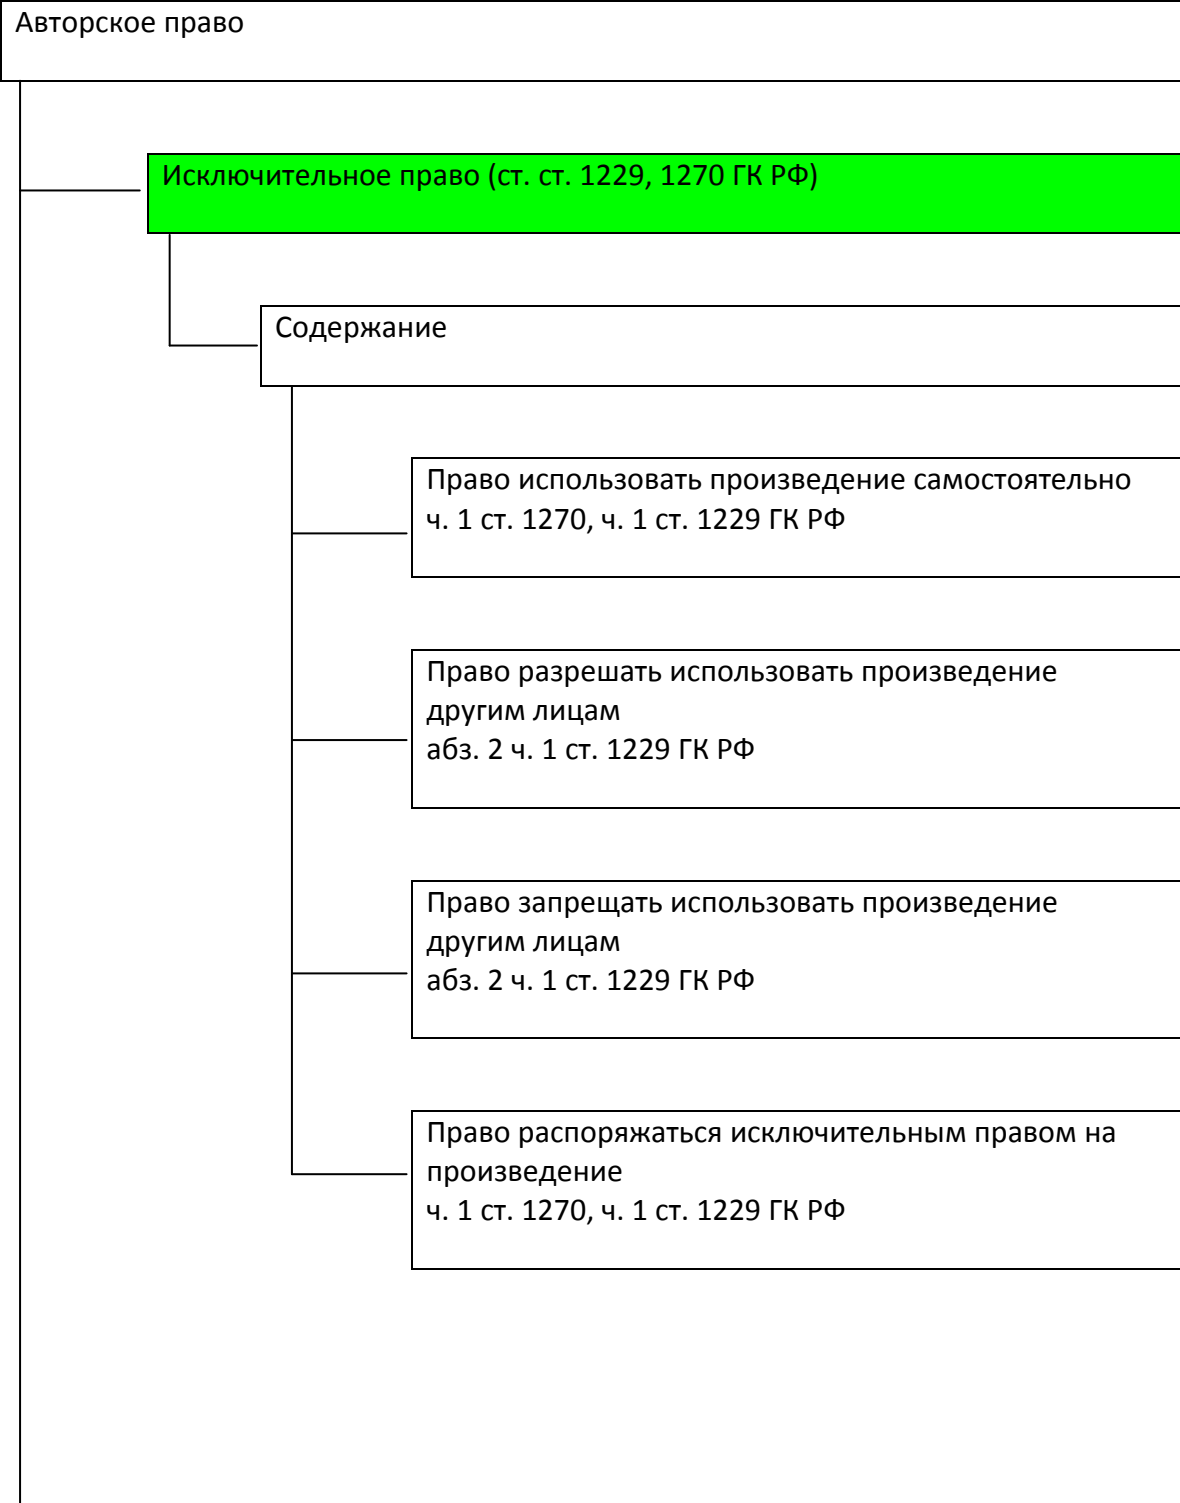 Авторское право
Исключительное право (ст. ст. 1229, 1270 ГК РФ)
Содержание
Право использовать произведение самостоятельно
ч. 1 ст. 1270, ч. 1 ст. 1229 ГК РФ
Право разрешать использовать произведение
другим лицам
абз. 2 ч. 1 ст. 1229 ГК РФ
Право запрещать использовать произведение
другим лицам
абз. 2 ч. 1 ст. 1229 ГК РФ
Право распоряжаться исключительным правом на
произведение
ч. 1 ст. 1270, ч. 1 ст. 1229 ГК РФ